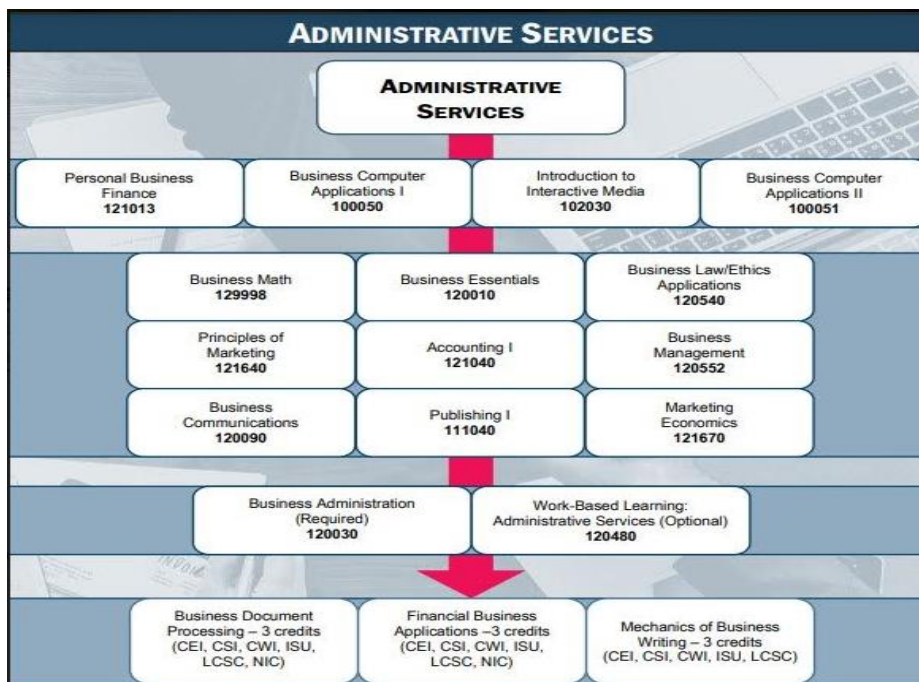 ADMINISTRATIVE SERVICES
ADMINISTRATIVE
SERVICES
Personal Business
Finance
121013
Business Computer
Applications I
100050
Introduction to
Interactive Media
102030
Business Computer
Applications II
100051
Business Math
129998
Business Essentials
120010
Business Law/Ethics
Applications
120540
Principles of
Marketing
121640
Accounting I
121040
Business
Management
120552
Business
Communications
120090
Publishing I
111040
Marketing
Economics
121670
Business Administration
(Required)
120030
Work-Based Learning:
Administrative Services (Optional)
120480
INVOIC
Business Document
Processing – 3 credits
(CEI, CSI, CWI, ISU,
LCSC, NIC)
Financial Business
Applications –3 credits
(CEI, CSI, CWI, ISU,
LCSC, NIC)
Mechanics of Business
Writing – 3 credits
(CEI, CSI, CWI, ISU, LCSC)